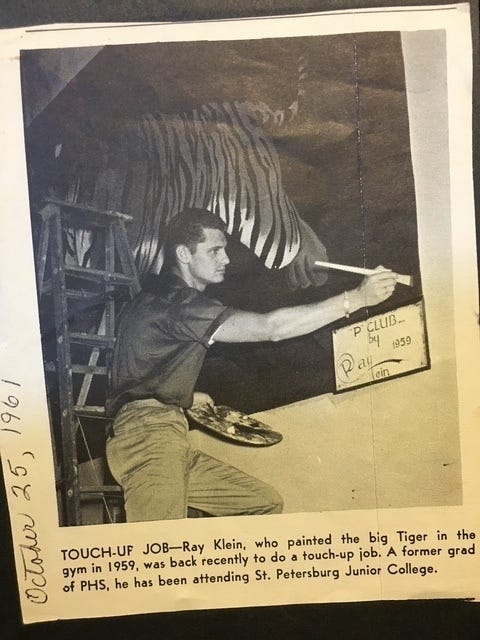 "P" CLUB
by
1959
Ray
Klein
TOUCH-UP JOB—Ray Klein, who painted the big Tiger in the
gym in 1959, was back recently to do a touch-up job. A former grad
of PHS, he has been attending St. Petersburg Junior College.
October 25, 1961